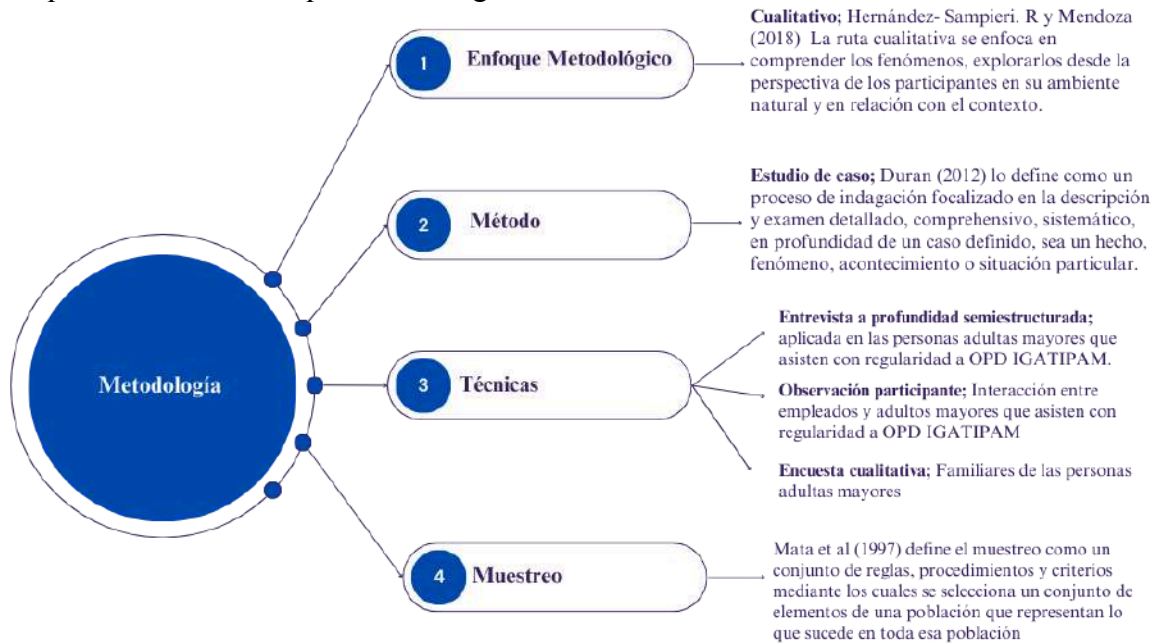 Metodología
1
Enfoque Metodológico
Cualitativo; Hernández- Sampieri. R y Mendoza
(2018) La ruta cualitativa se enfoca en
comprender los fenómenos, explorarlos desde la
perspectiva de los participantes en su ambiente
natural y en relación con el contexto.
2
Método
Estudio de caso; Duran (2012) lo define como un
proceso de indagación focalizado en la descripción
y examen detallado, comprehensivo, sistemático,
en profundidad de un caso definido, sea un hecho,
fenómeno, acontecimiento o situación particular.
3
Técnicas
Entrevista a profundidad semiestructurada;
aplicada en las personas adultas mayores que
asisten con regularidad a OPD IGATIPAM.
Observación participante; Interacción entre
empleados y adultos mayores que asisten con
regularidad a OPD IGATIPAM
Encuesta cualitativa; Familiares de las personas
adultas mayores
4
Muestreo
Mata et al (1997) define el muestreo como un
conjunto de reglas, procedimientos y criterios
mediante los cuales se selecciona un conjunto de
elementos de una población que representan lo
que sucede en toda esa población